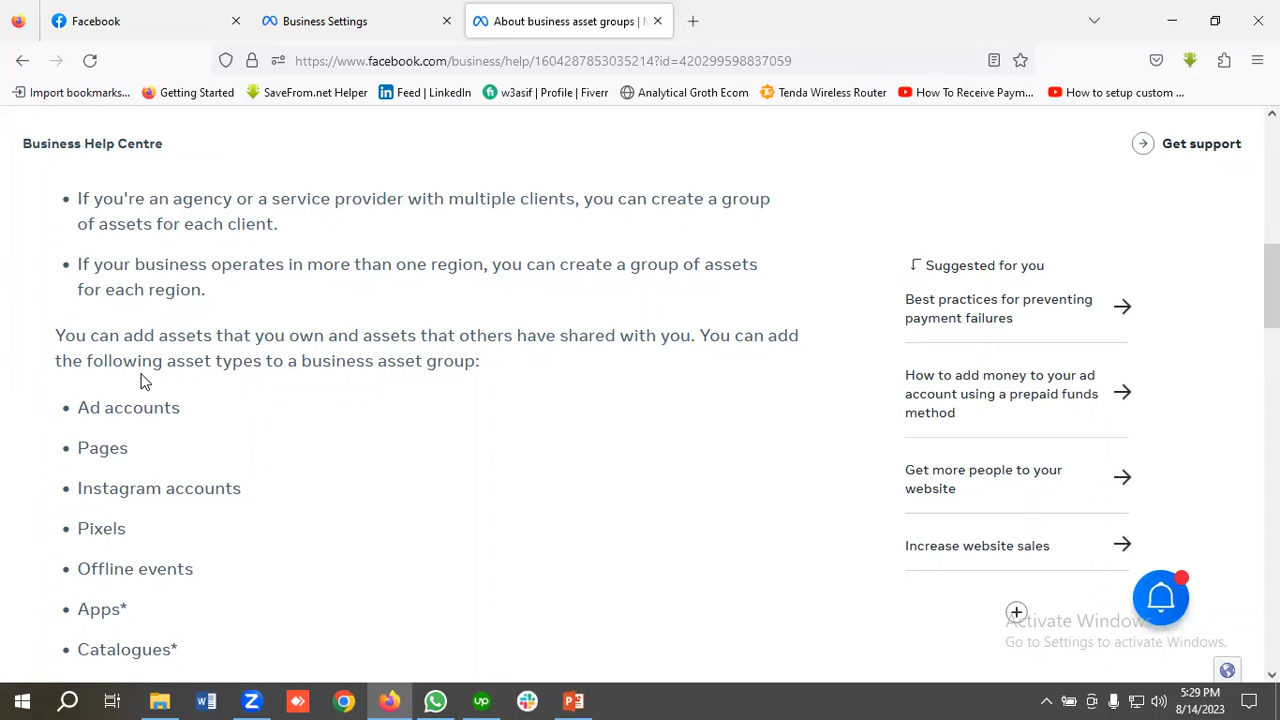 Facebook
Business Settings
About business asset groups |
https://www.facebook.com/business/help/1604287853035214?id=420299598837059
Import bookmarks...
Getting Started
SaveFrom.net Helper
Feed | LinkedIn
w3asif | Profile | Fiverr
Analytical Groth Ecom
Tenda Wireless Router
How To Receive Paym...
How to setup custom ...
Business Help Centre
Get support
If you're an agency or a service provider with multiple clients, you can create a group
of assets for each client.
If your business operates in more than one region, you can create a group of assets
for each region.
You can add assets that you own and assets that others have shared with you. You can add
the following asset types to a business asset group:
Ad accounts
Pages
Instagram accounts
Pixels
Offline events
Apps*
Catalogues*
Suggested for you
Best practices for preventing
payment failures
How to add money to your ad
account using a prepaid funds
method
Get more people to your
website
Increase website sales
Activate Windows
Go to Settings to activate Windows.
5:29 PM
8/14/2023